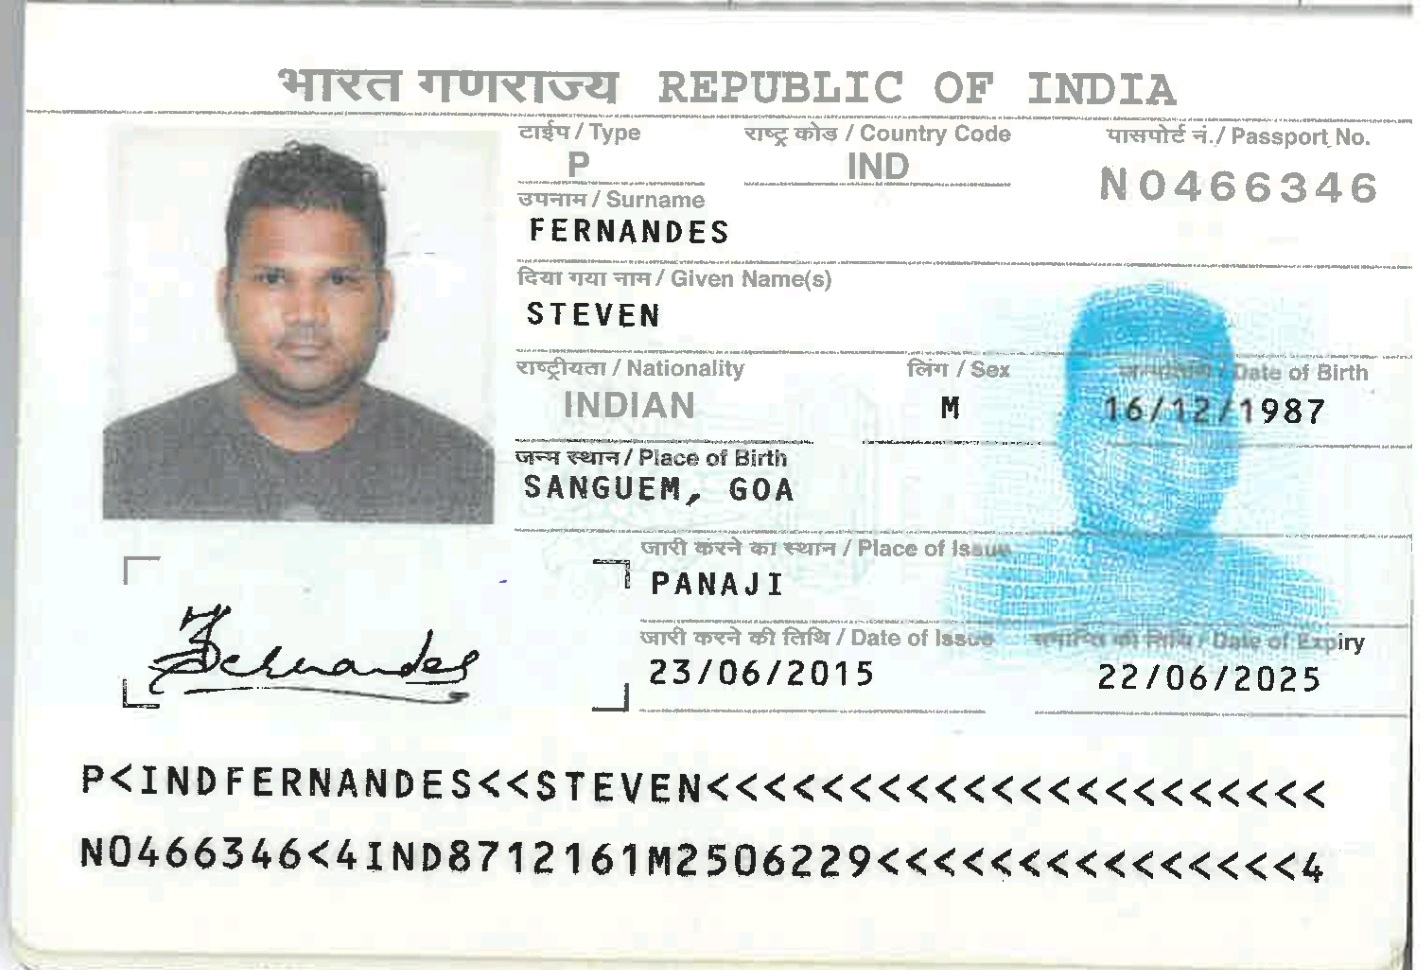 भारत गणराज्य REPUBLIC OF INDIA
टाईप / Type राष्ट्र कोड / Country Code पासपोर्ट नं./ Passport No.
P IND N0466346
उपनाम / Surname
FERNANDES
दिया गया नाम / Given Name(s)
STEVEN
राष्ट्रीयता / Nationality लिंग / Sex जन्मतिथि / Date of Birth
INDIAN M 16/12/1987
जन्म स्थान / Place of Birth
SANGUEM, GOA
जारी करने का स्थान / Place of Issue
PANAJI
Fernandes
जारी करने की तिथि / Date of Issue समाप्ति की तिथि / Date of Expiry
23/06/2015 22/06/2025
P<INDFERNANDES<<STEVEN<<<<<<<<<<<<<<<<<<<<<<
N0466346<4IND8712161M2506229<<<<<<<<<<<<<<<4